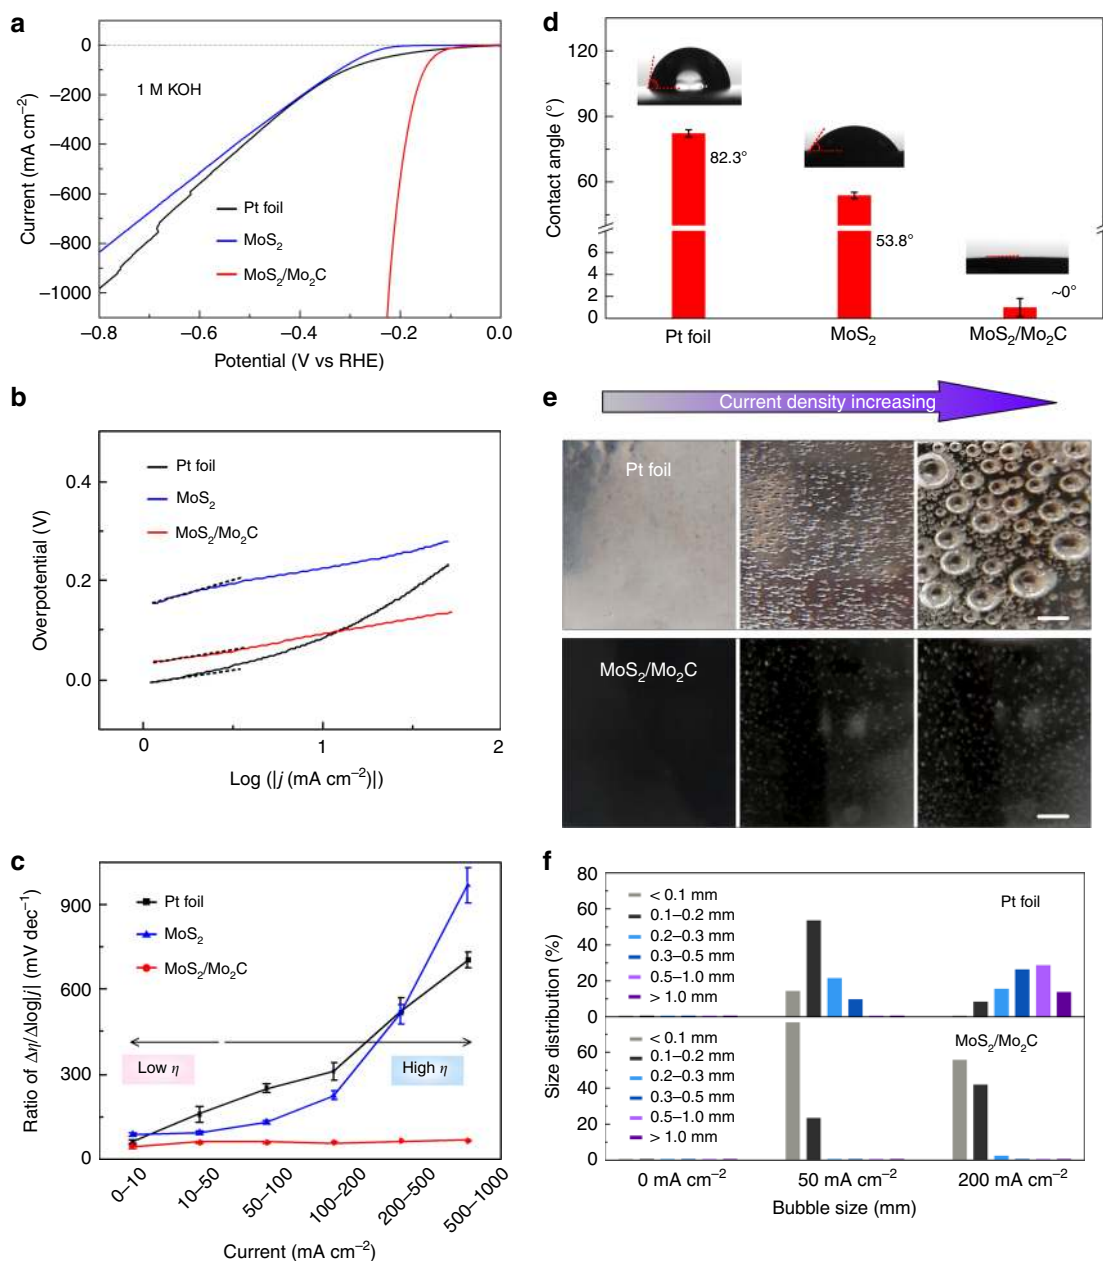 a
0
−200
−400
−600
−800
−1000
Current (mA cm⁻²)
1 M KOH
Pt foil
MoS₂
MoS₂/Mo₂C
−0.8
−0.6
−0.4
−0.2
0.0
Potential (V vs RHE)
b
0.4
0.2
0.0
Overpotential (V)
Pt foil
MoS₂
MoS₂/Mo₂C
0
1
2
Log (|j (mA cm⁻²)|)
c
900
600
300
0
Ratio of Δη/Δlog|j| (mV dec⁻¹)
Pt foil
MoS₂
MoS₂/Mo₂C
Low η
High η
0–10
10–50
50–100
100–200
200–500
500–1000
Current (mA cm⁻²)
d
120
90
60
6
4
2
0
Contact angle (°)
82.3°
53.8°
~0°
Pt foil
MoS₂
MoS₂/Mo₂C
e
Current density increasing
Pt foil
MoS₂/Mo₂C
f
80
60
40
20
0
60
40
20
0
Size distribution (%)
< 0.1 mm
0.1–0.2 mm
0.2–0.3 mm
0.3–0.5 mm
0.5–1.0 mm
> 1.0 mm
Pt foil
< 0.1 mm
0.1–0.2 mm
0.2–0.3 mm
0.3–0.5 mm
0.5–1.0 mm
> 1.0 mm
MoS₂/Mo₂C
0 mA cm⁻²
50 mA cm⁻²
200 mA cm⁻²
Bubble size (mm)